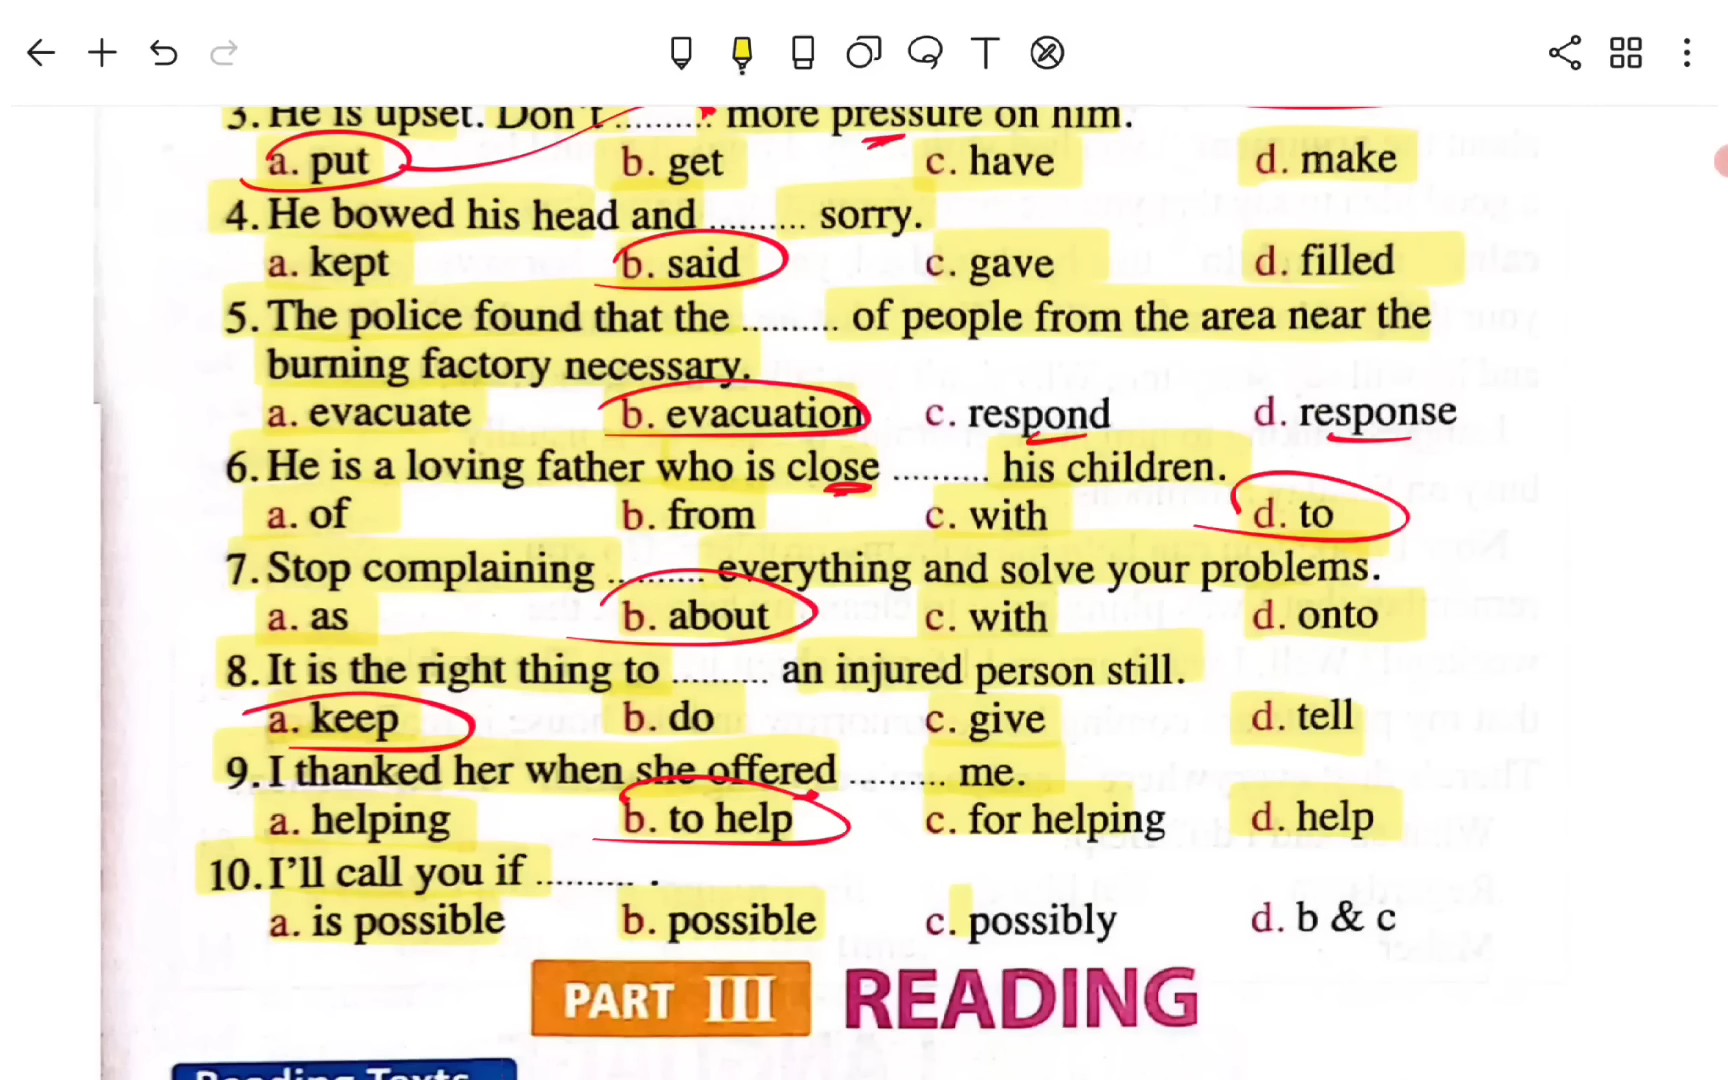 3. He is upset. Don't .......... more pressure on him.
a. put b. get c. have d. make
4. He bowed his head and .......... sorry.
a. kept b. said c. gave d. filled
5. The police found that the .......... of people from the area near the
burning factory necessary.
a. evacuate b. evacuation c. respond d. response
6. He is a loving father who is close .......... his children.
a. of b. from c. with d. to
7. Stop complaining .......... everything and solve your problems.
a. as b. about c. with d. onto
8. It is the right thing to .......... an injured person still.
a. keep b. do c. give d. tell
9. I thanked her when she offered .......... me.
a. helping b. to help c. for helping d. help
10. I'll call you if .......... .
a. is possible b. possible c. possibly d. b & c
PART III READING
Reading Texts